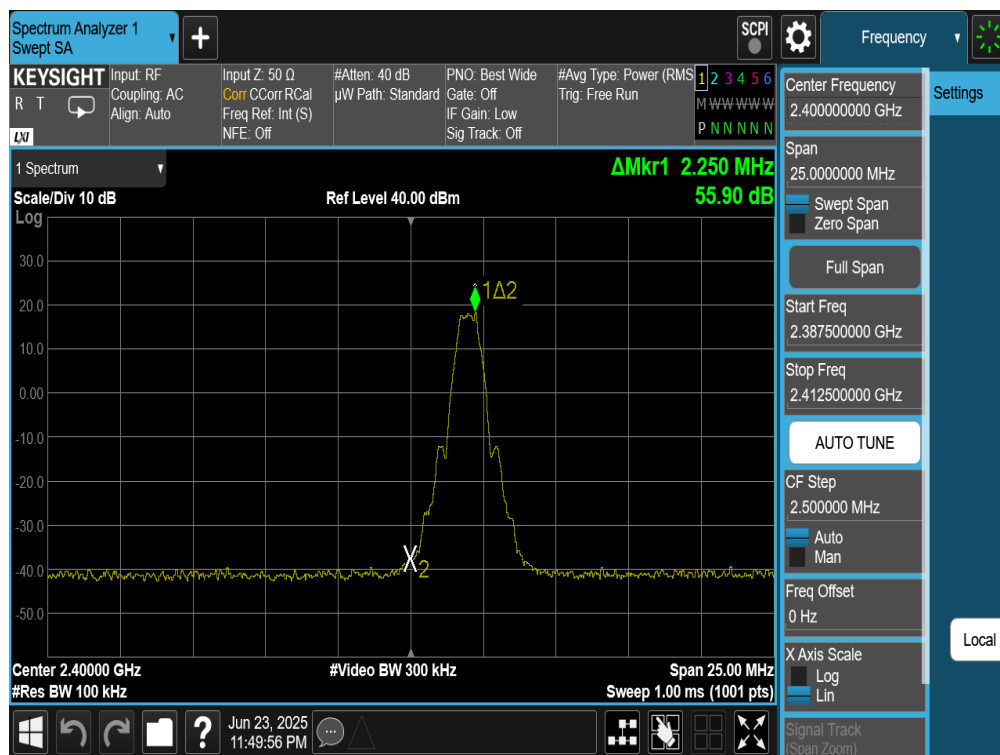 Spectrum Analyzer 1
Swept SA
+
SCPI
Frequency
KEYSIGHT
R T
LXI
Input: RF
Coupling: AC
Align: Auto
Input Z: 50 Ω
Corr CCorr RCal
Freq Ref: Int (S)
NFE: Off
#Atten: 40 dB
µW Path: Standard
PNO: Best Wide
Gate: Off
IF Gain: Low
Sig Track: Off
#Avg Type: Power (RMS
Trig: Free Run
1 2 3 4 5 6
M W W W W W
P N N N N N
1 Spectrum
Scale/Div 10 dB
Log
Ref Level 40.00 dBm
ΔMkr1 2.250 MHz
55.90 dB
30.0
20.0
10.0
0.00
-10.0
-20.0
-30.0
-40.0
-50.0
1Δ2
X2
Center 2.40000 GHz
#Video BW 300 kHz
Span 25.00 MHz
#Res BW 100 kHz
Sweep 1.00 ms (1001 pts)
Jun 23, 2025
11:49:56 PM
?
Center Frequency
2.400000000 GHz
Span
25.0000000 MHz
Swept Span
Zero Span
Full Span
Start Freq
2.387500000 GHz
Stop Freq
2.412500000 GHz
AUTO TUNE
CF Step
2.500000 MHz
Auto
Man
Freq Offset
0 Hz
X Axis Scale
Log
Lin
Signal Track
(Span Zoom)
Settings
Local